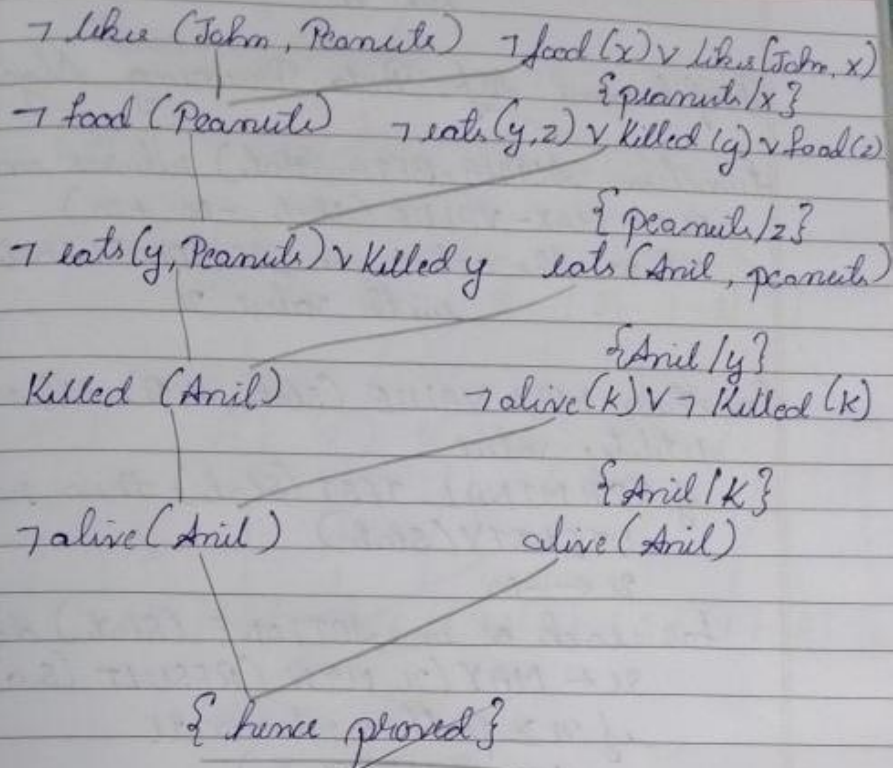 ¬ likes (John, Peanuts) ¬food(x) ∨ likes(John, x)
{peanuts/x}
¬ food (Peanuts) ¬ eats(y,z) ∨ Killed (y) ∨ food(z)
{peanuts/z}
¬ eats(y, Peanuts) ∨ Killed y eats (Anil, peanuts)
{Anil/y}
Killed (Anil) ¬alive(K) ∨ ¬ Killed (K)
{Anil/K}
¬alive(Anil) alive(Anil)
{ hence proved}